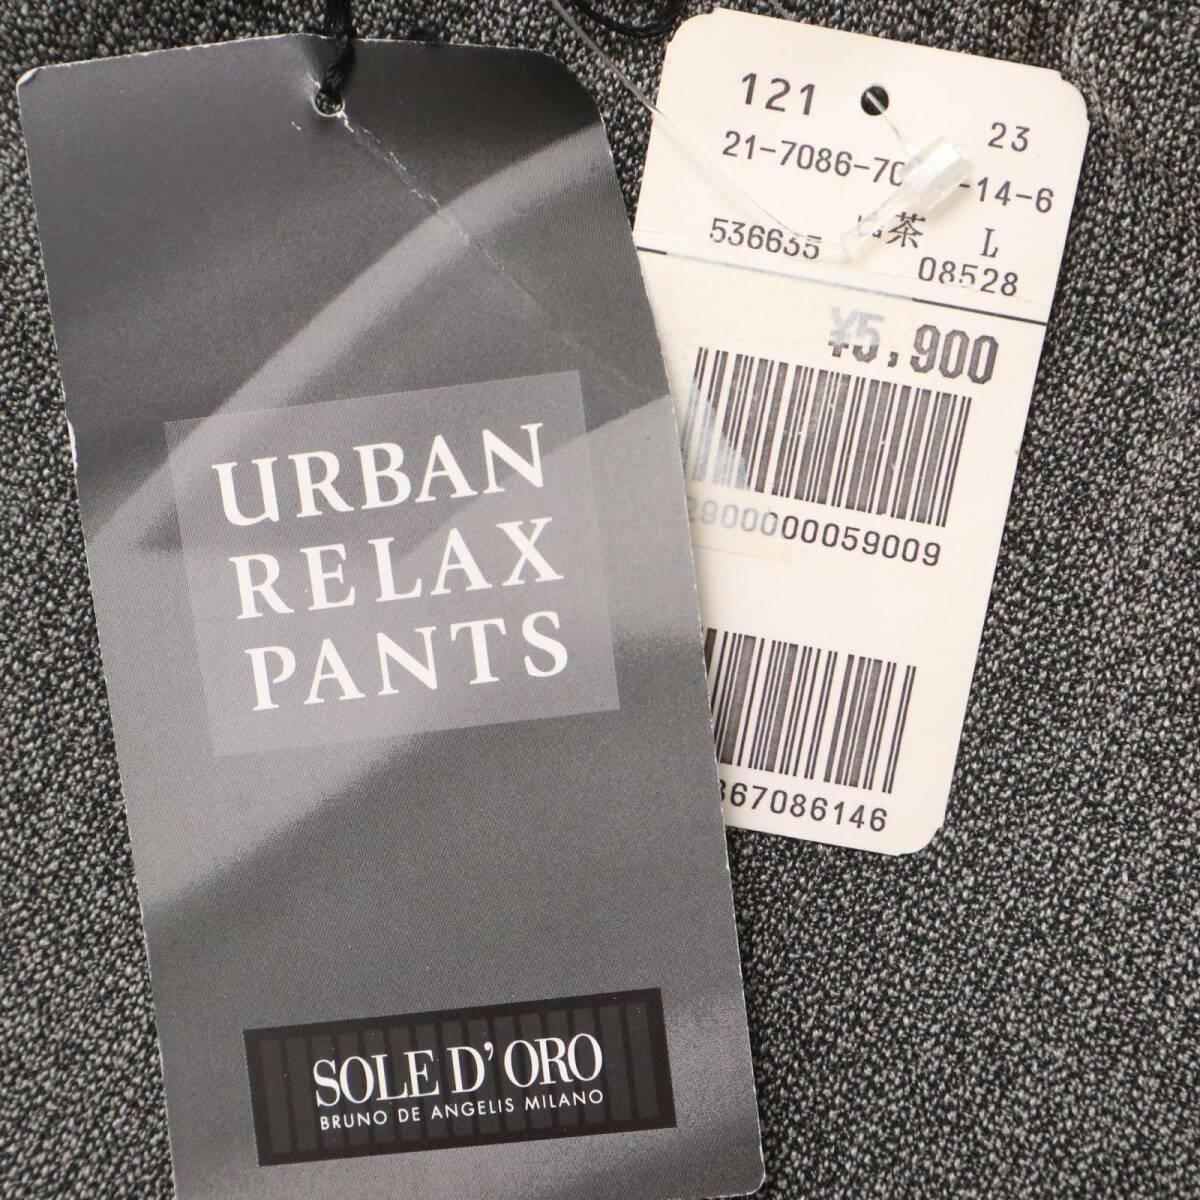 URBAN
RELAX
PANTS
SOLE D'ORO
BRUNO DE ANGELIS MILANO
121
23
21-7086-70 -14-6
536635 茶 L
08528
¥5,900
2900000059009
367086146